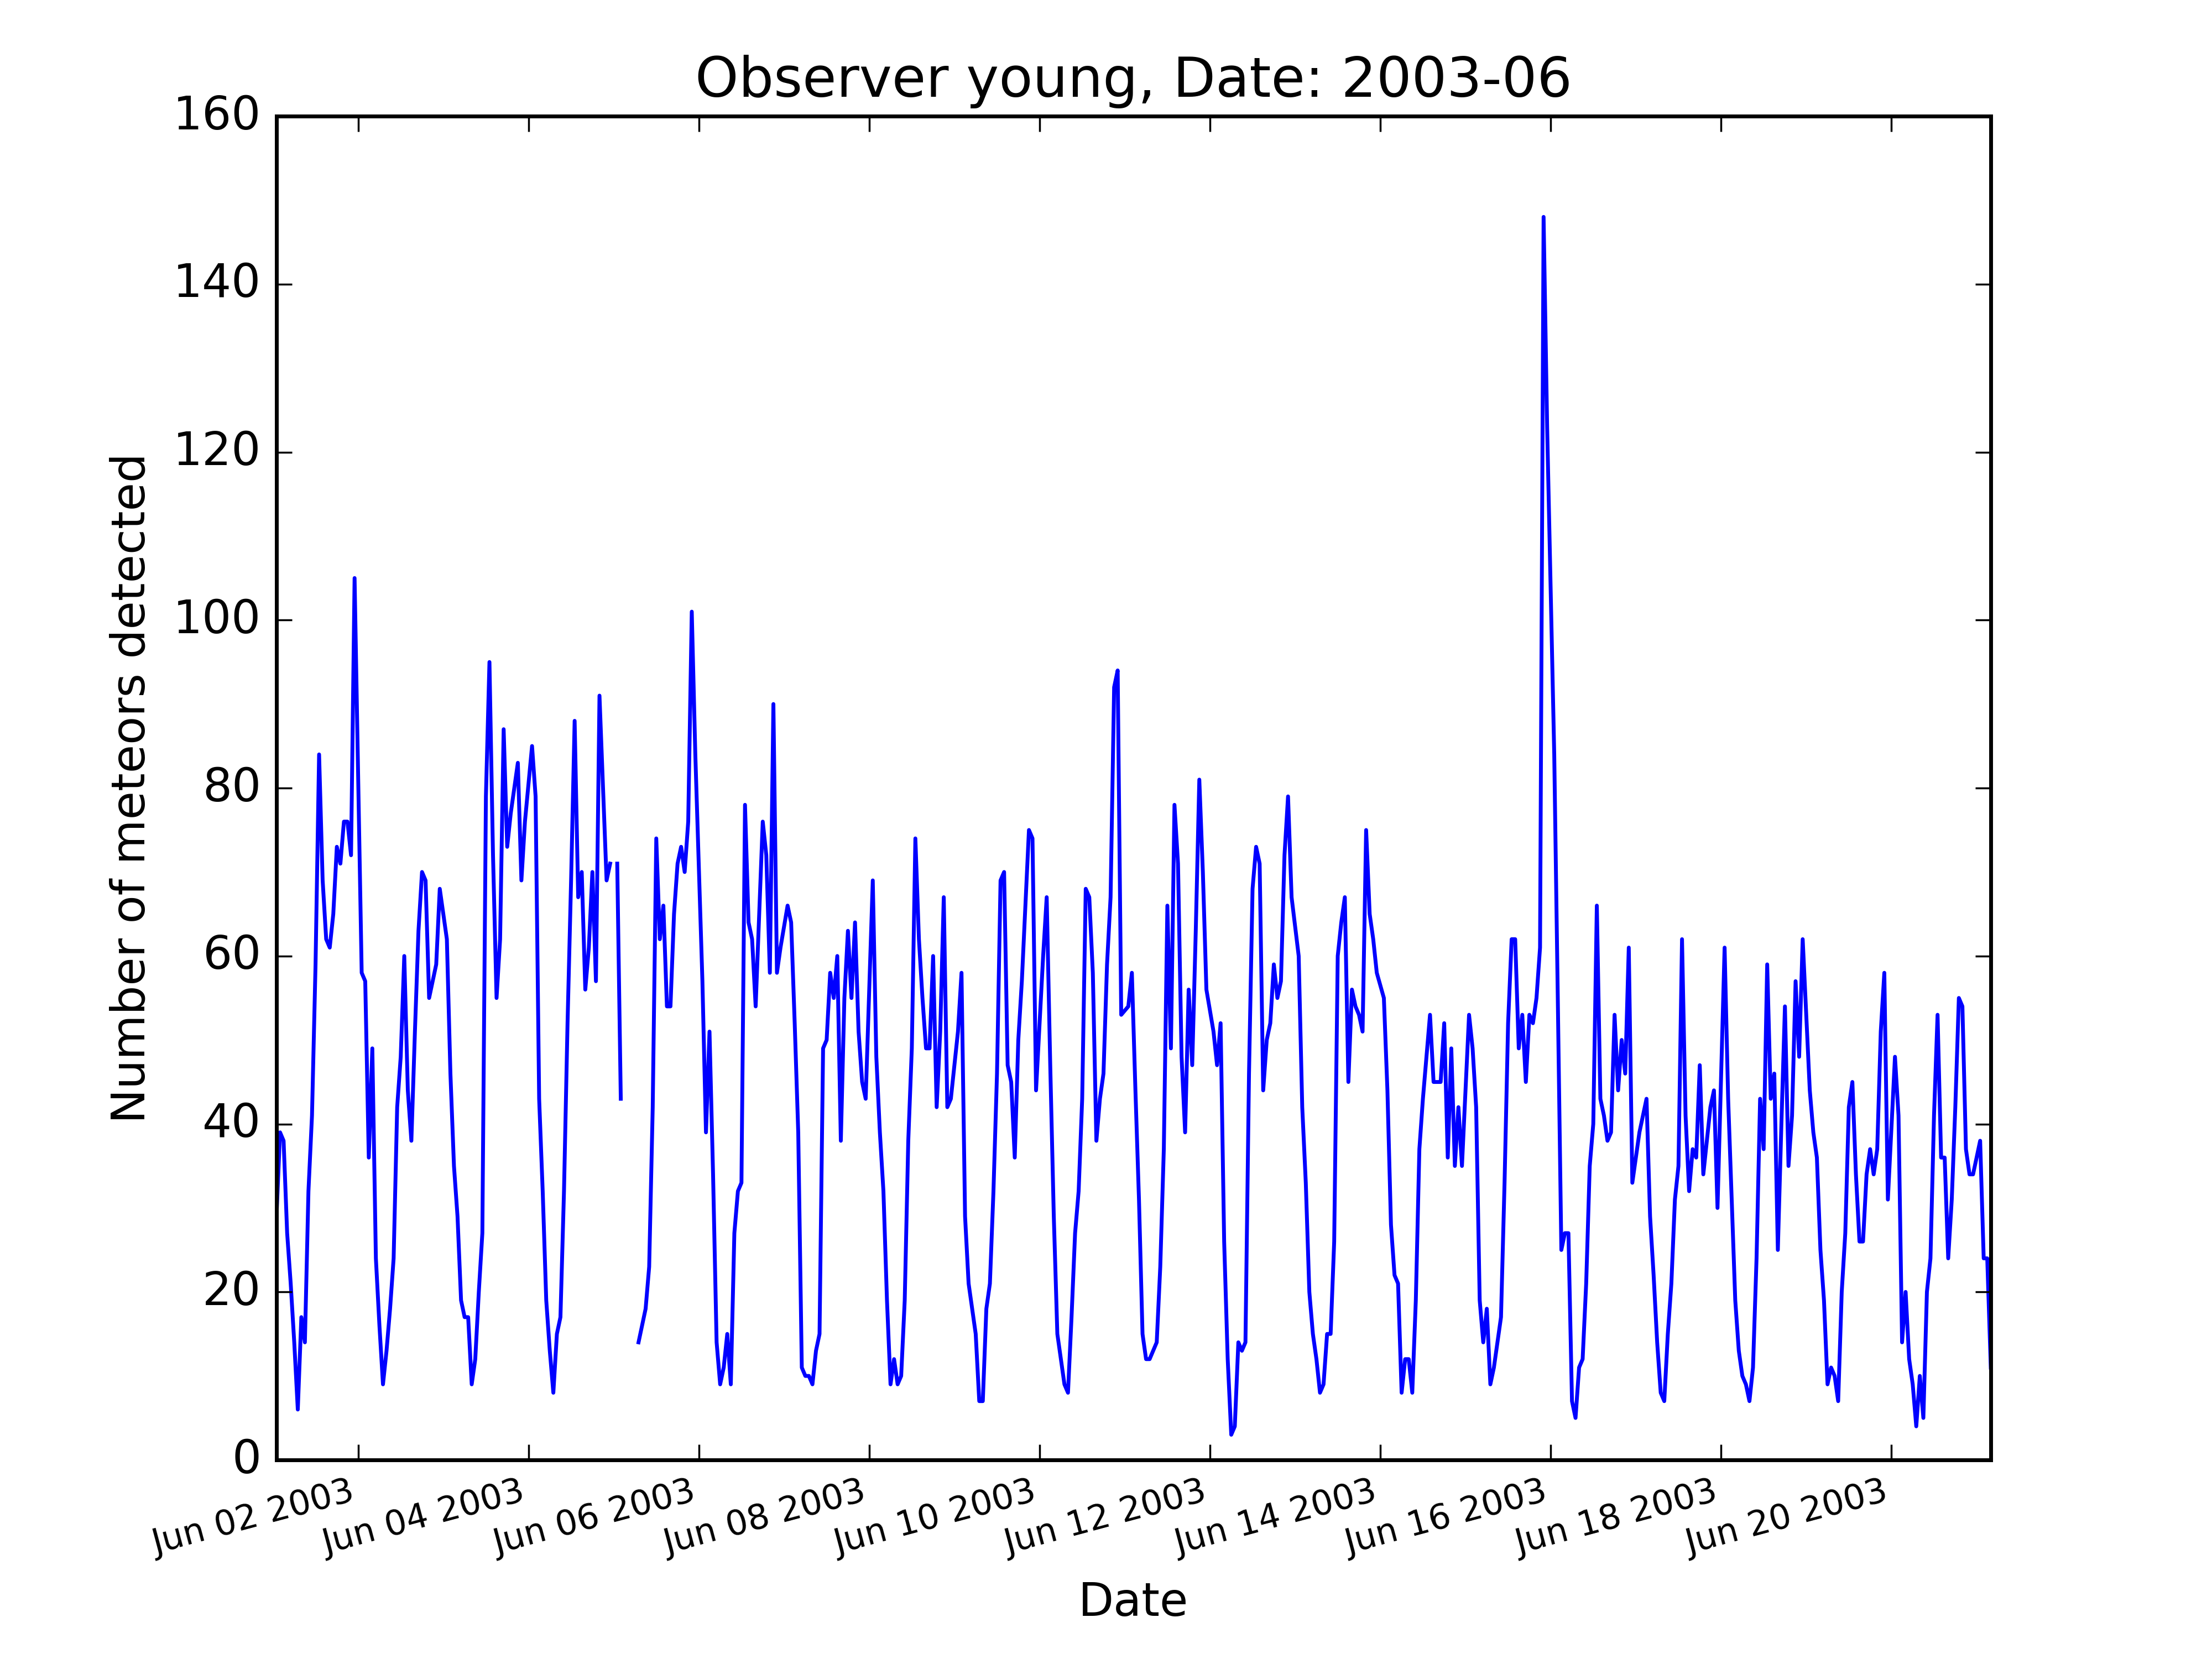 Observer young, Date: 2003-06
160
140
120
100
80
60
40
20
0
Number of meteors detected
Jun 02 2003
Jun 04 2003
Jun 06 2003
Jun 08 2003
Jun 10 2003
Jun 12 2003
Jun 14 2003
Jun 16 2003
Jun 18 2003
Jun 20 2003
Date